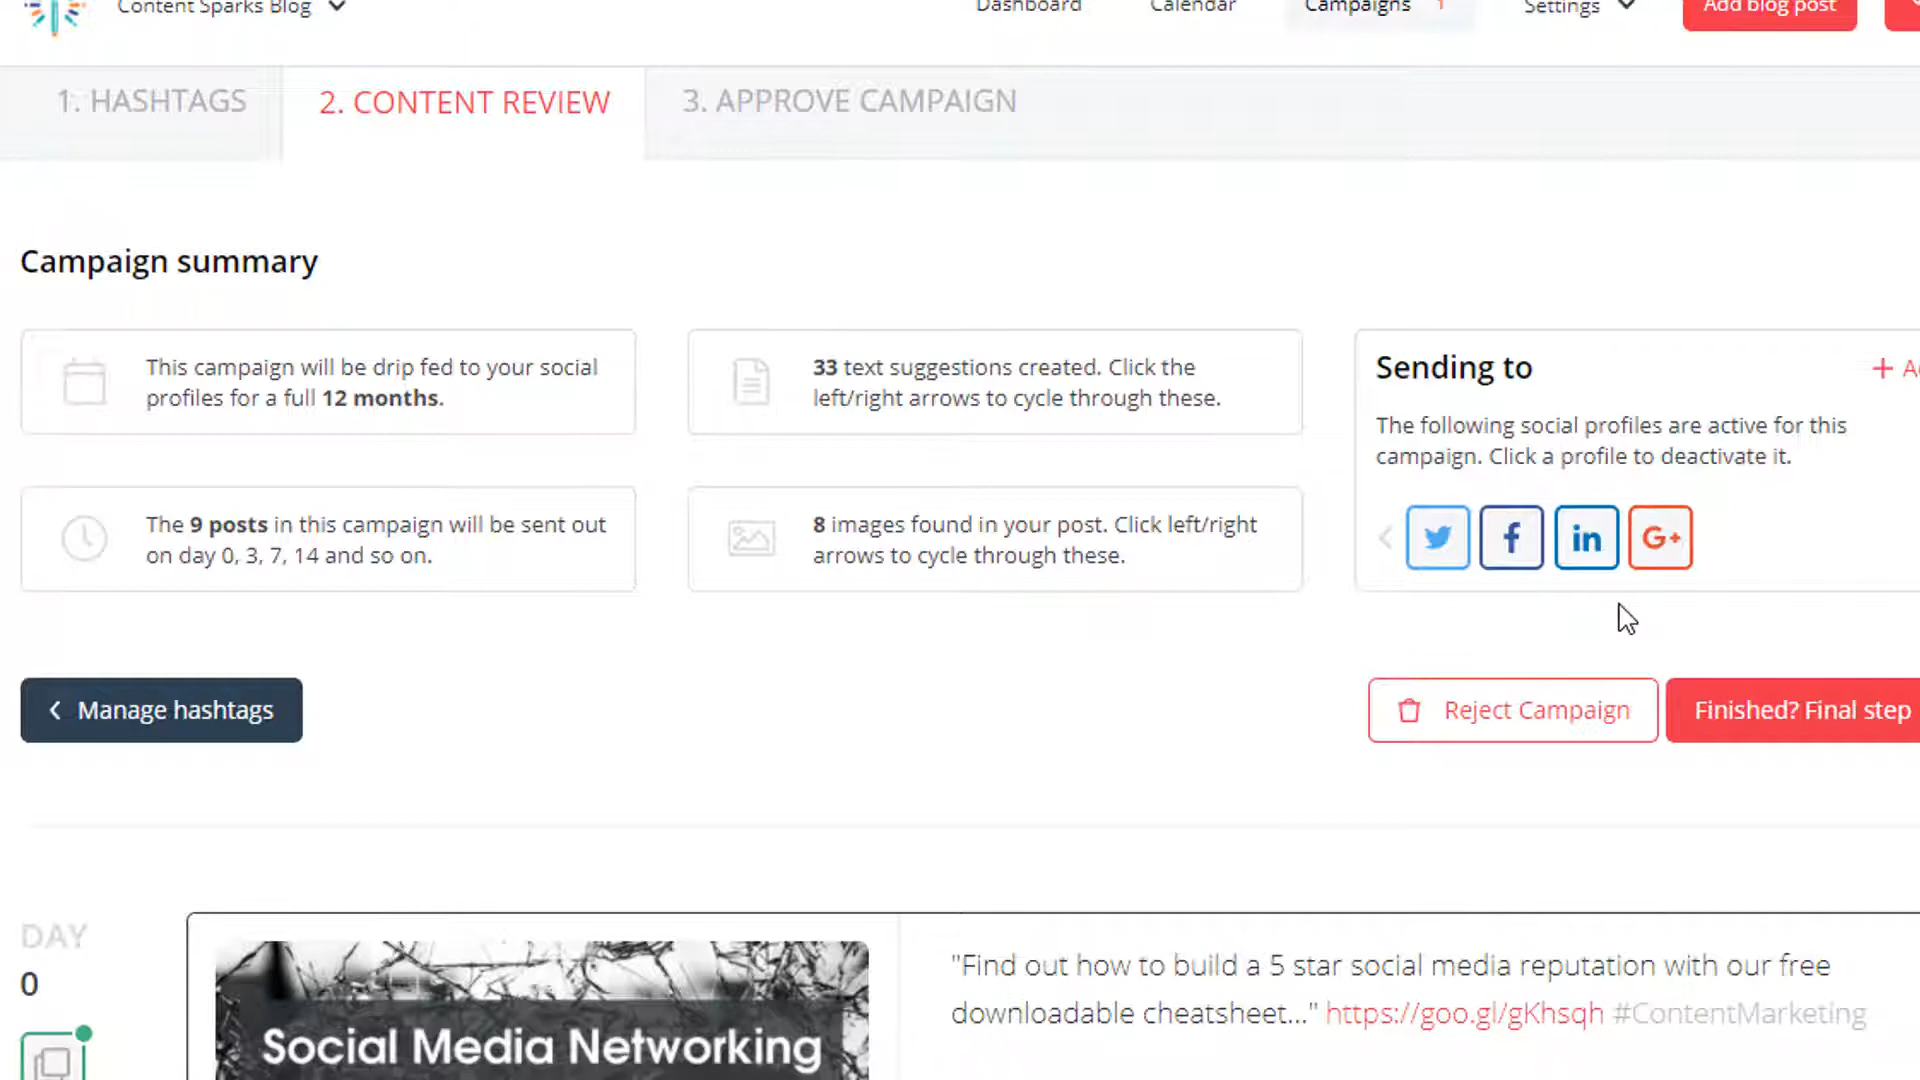 Content Sparks Blog
Dashboard
Calendar
Campaigns 1
Settings
Add blog post
1. HASHTAGS
2. CONTENT REVIEW
3. APPROVE CAMPAIGN
Campaign summary
This campaign will be drip fed to your social
profiles for a full 12 months.
33 text suggestions created. Click the
left/right arrows to cycle through these.
The 9 posts in this campaign will be sent out
on day 0, 3, 7, 14 and so on.
8 images found in your post. Click left/right
arrows to cycle through these.
Sending to
The following social profiles are active for this
campaign. Click a profile to deactivate it.
f
in
G+
Manage hashtags
Reject Campaign
Finished? Final step
DAY
0
Social Media Networking
"Find out how to build a 5 star social media reputation with our free
downloadable cheatsheet..." https://goo.gl/gKhsqh #ContentMarketing